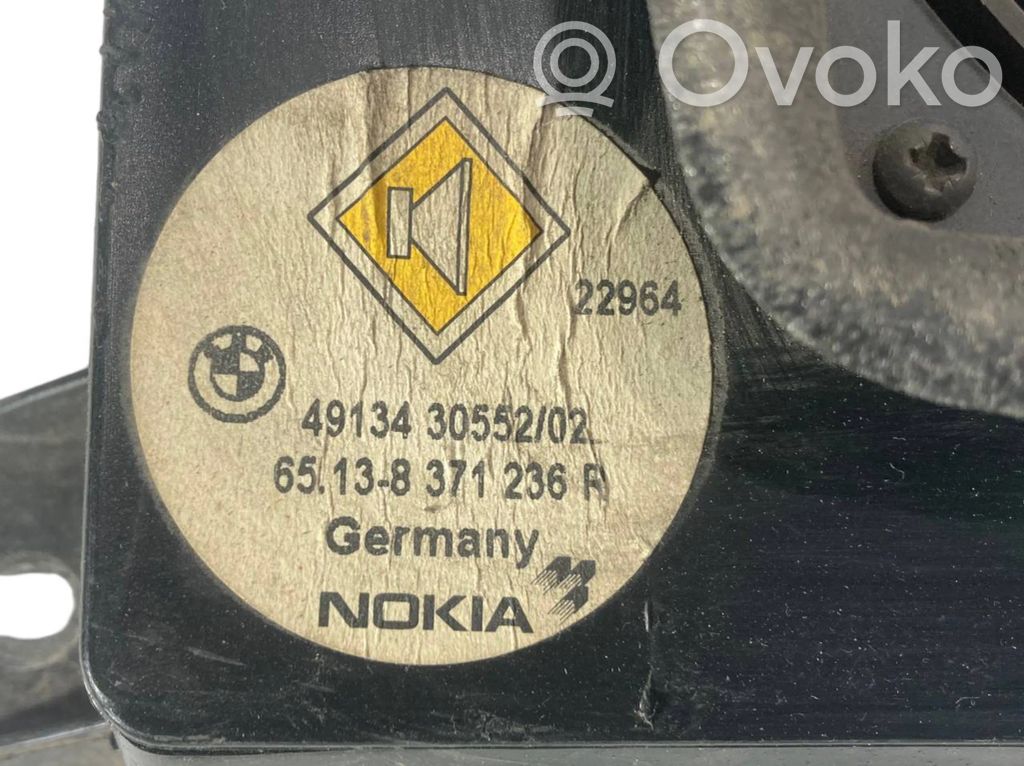 Ovoko
22964
49134 30552/02
65.13-8 371 236 R
Germany
NOKIA